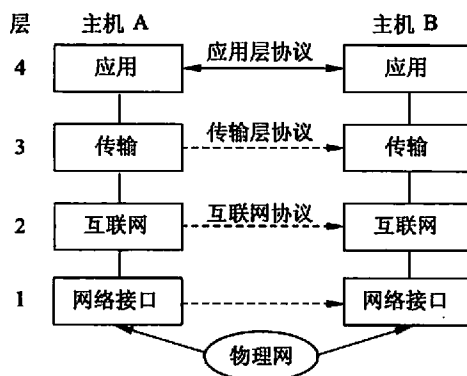 层 主机 A 主机 B
4 应用 应用层协议 应用
3 传输 传输层协议 传输
2 互联网 互联网协议 互联网
1 网络接口 网络接口
物理网